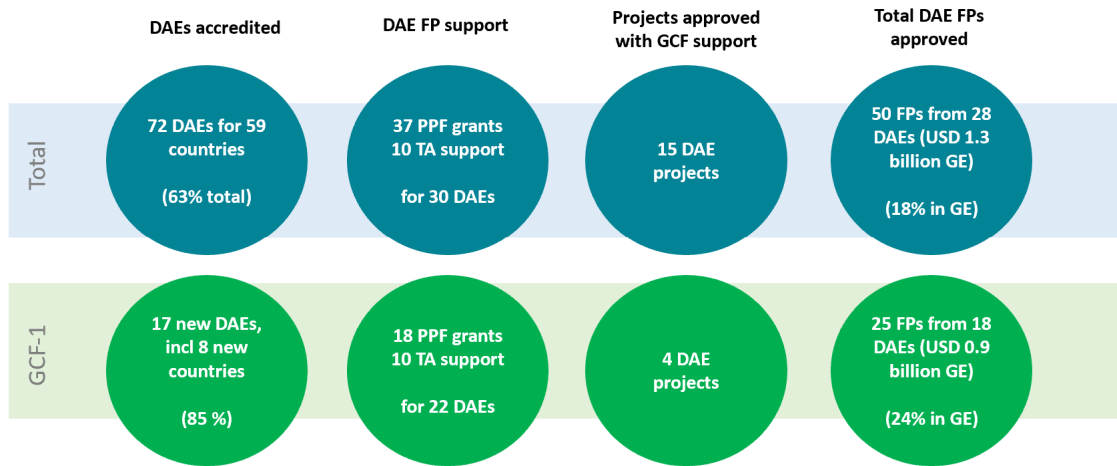 DAEs accredited
DAE FP support
Projects approved
with GCF support
Total DAE FPs
approved
Total
72 DAEs for 59
countries
(63% total)
37 PPF grants
10 TA support
for 30 DAEs
15 DAE
projects
50 FPs from 28
DAEs (USD 1.3
billion GE)
(18% in GE)
GCF-1
17 new DAEs,
incl 8 new
countries
(85 %)
18 PPF grants
10 TA support
for 22 DAEs
4 DAE
projects
25 FPs from 18
DAEs (USD 0.9
billion GE)
(24% in GE)